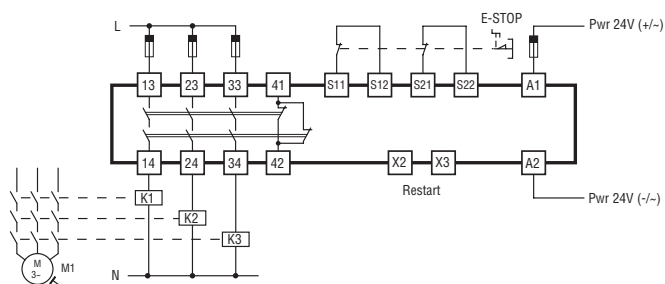 E-STOP
L
Pwr 24V (+/~)
13 23 33 41 S11 S12 S21 S22 A1
14 24 34 42 X2 X3 A2
Restart
K1
Pwr 24V (-/~)
K2
K3
M
3~
M1
N